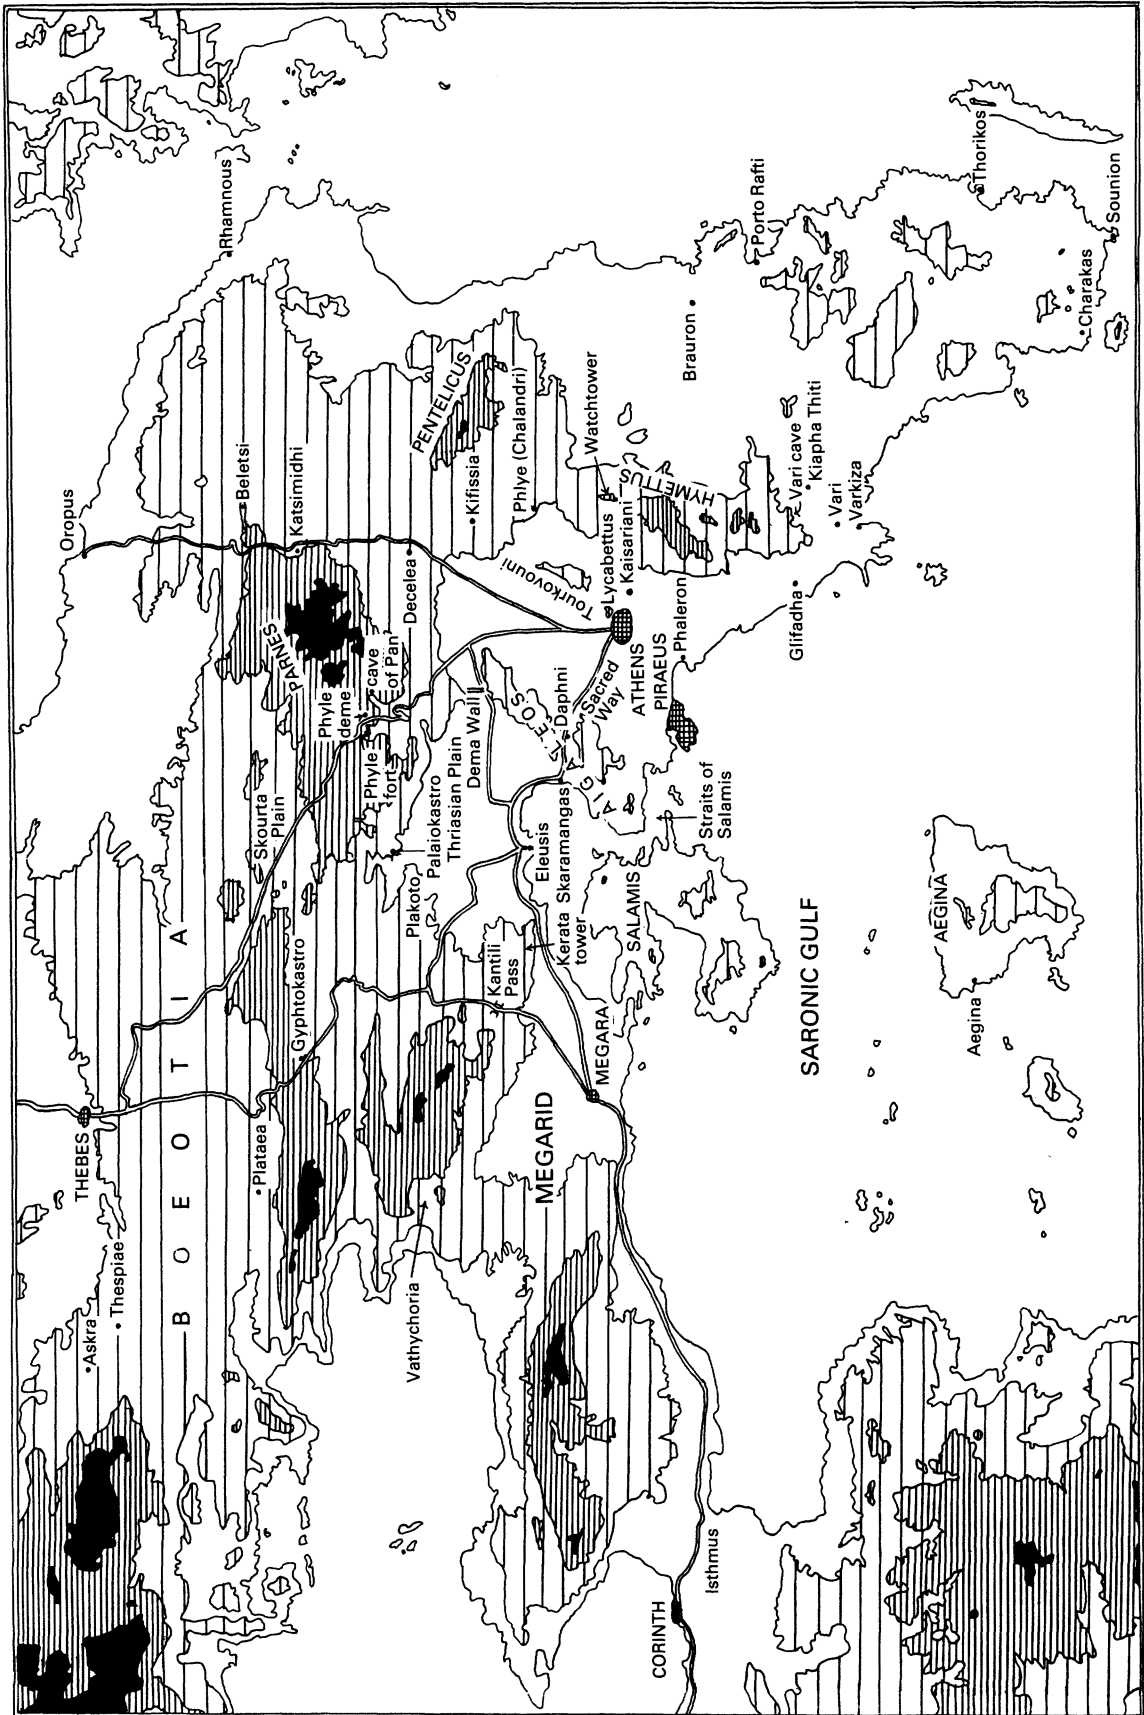 Oropus
Rhamnous
Beletsi
Katsimidhi
THEBES
Askra
Thespiae
BOEOTIA
Plataea
Gyphtokastro
Skourta
Plain
PARNES
Phyle
deme
cave
of Pan
Phyle
fort
Decelea
PENTELICUS
Kifissia
Phlye (Chalandri)
Watchtower
Palaiokastro
Thriasian Plain
Dema Wall
Plakoto
Vathychoria
Kantili
Pass
Kerata
tower
Eleusis
Skaramangas
Daphni
AIGALEOS
Sacred
Way
Tourkovouni
Lycabettus
Kaisariani
HYMETTUS
ATHENS
PIRAEUS
Phaleron
Brauron
Porto Rafti
Vari cave
Kiapha Thiti
Vari
Varkiza
Glifadha
Thorikos
Sounion
Charakas
Straits of
Salamis
SALAMIS
MEGARA
MEGARID
SARONIC GULF
AEGINA
Aegina
Isthmus
CORINTH